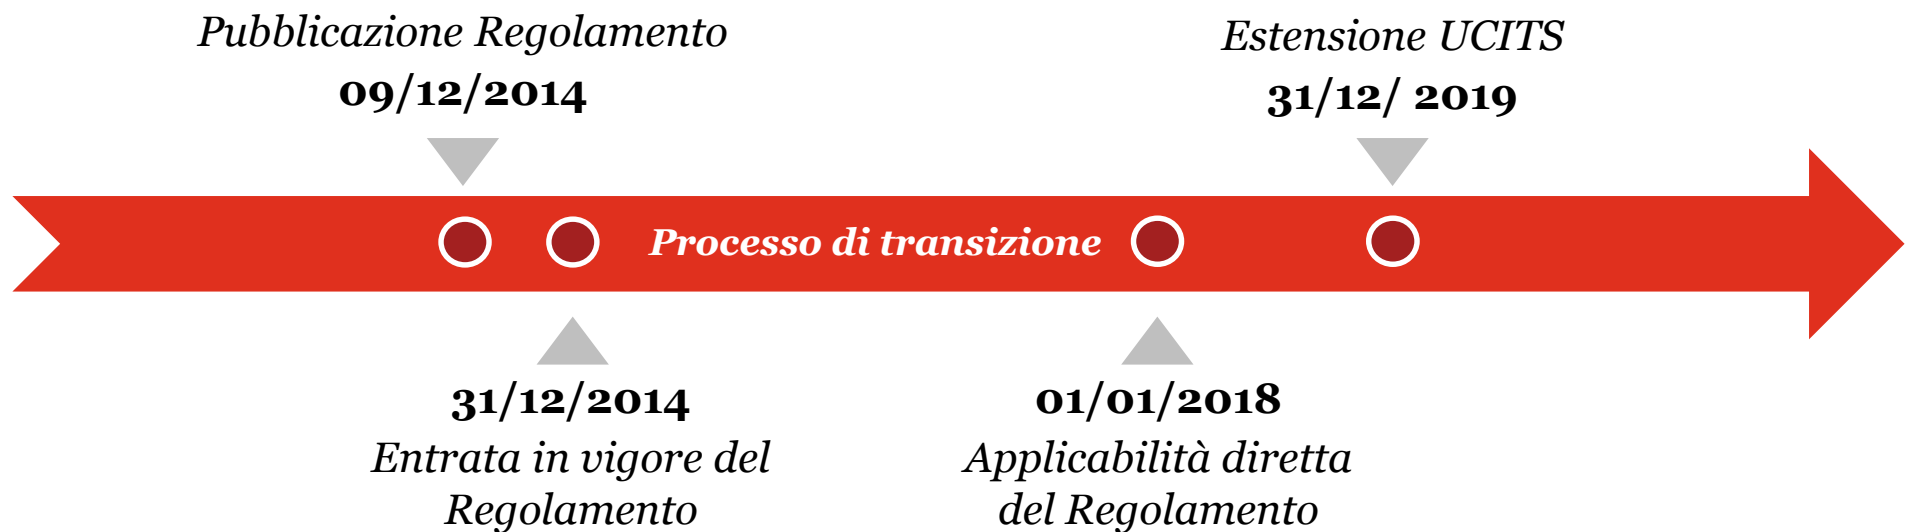 Pubblicazione Regolamento
09/12/2014
Estensione UCITS
31/12/ 2019
Processo di transizione
31/12/2014
Entrata in vigore del
Regolamento
01/01/2018
Applicabilità diretta
del Regolamento